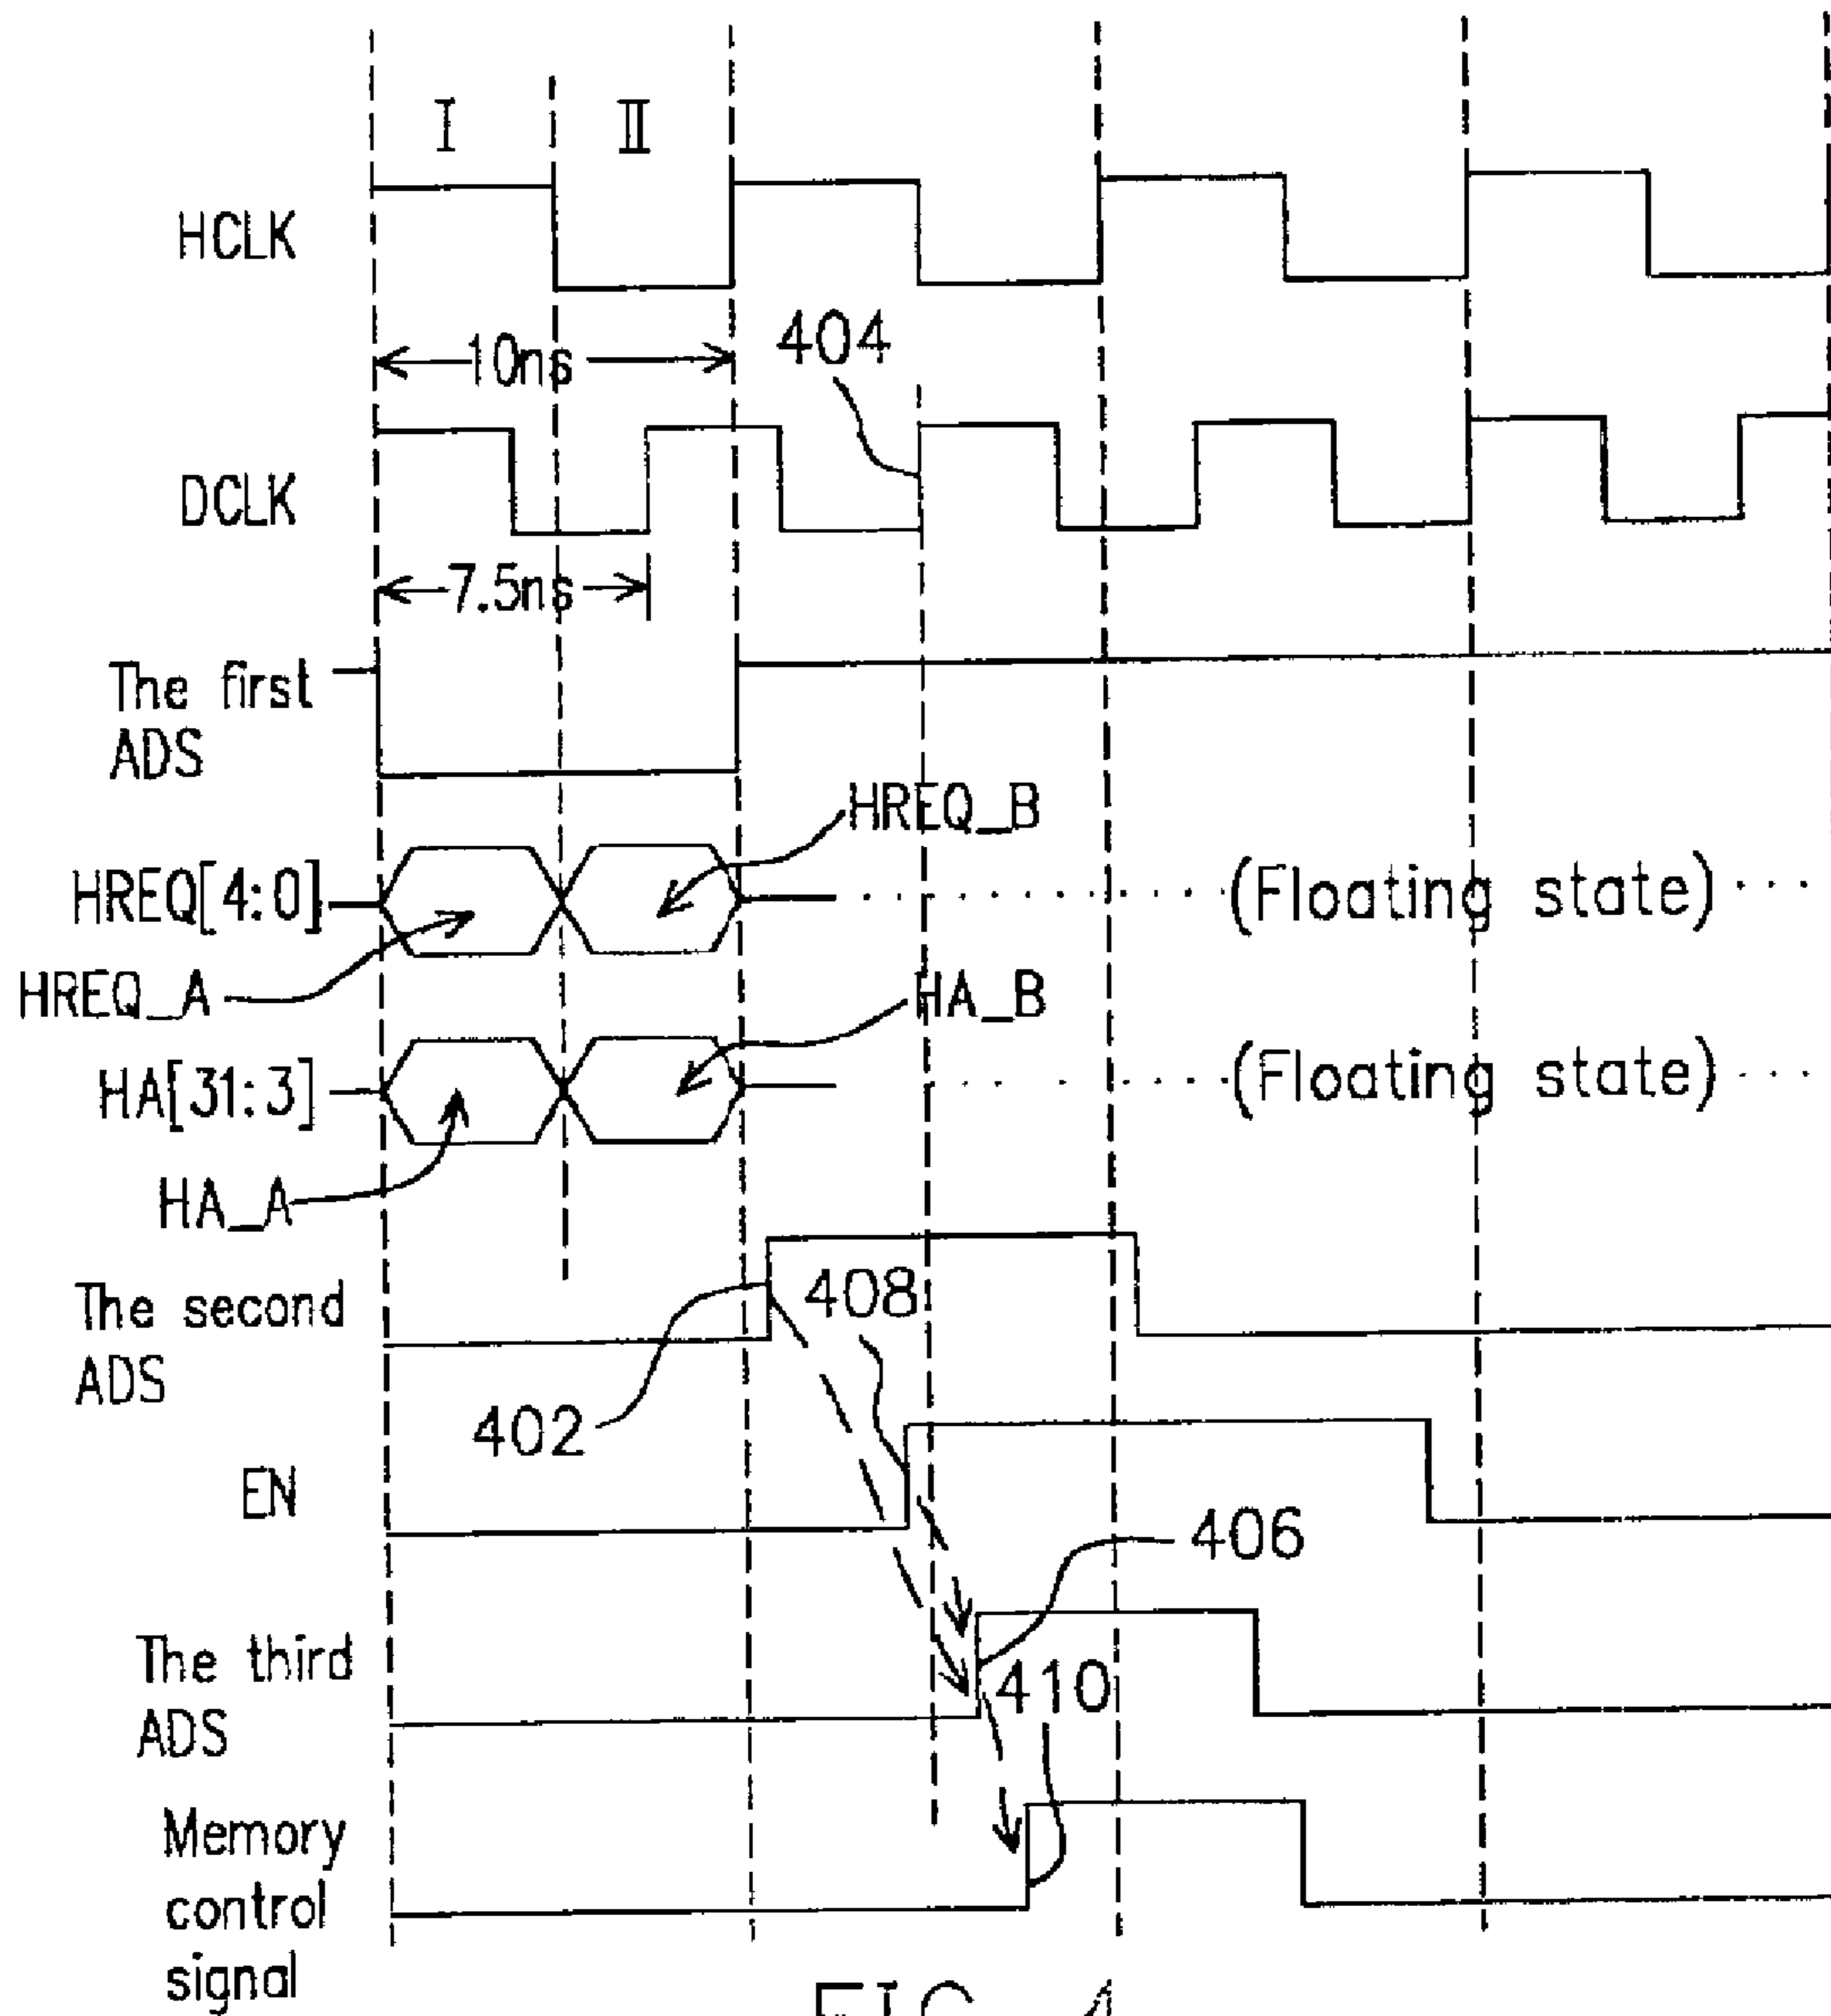 I II
HCLK
10ns
404
DCLK
7.5ns
The first
ADS
HREQ_B
HREQ[4:0]
(Floating state)
HREQ_A
HA_B
HA[31:3]
(Floating state)
HA_A
The second
ADS
408
402
EN
406
The third
ADS
410
Memory
control
signal
FIG. 4